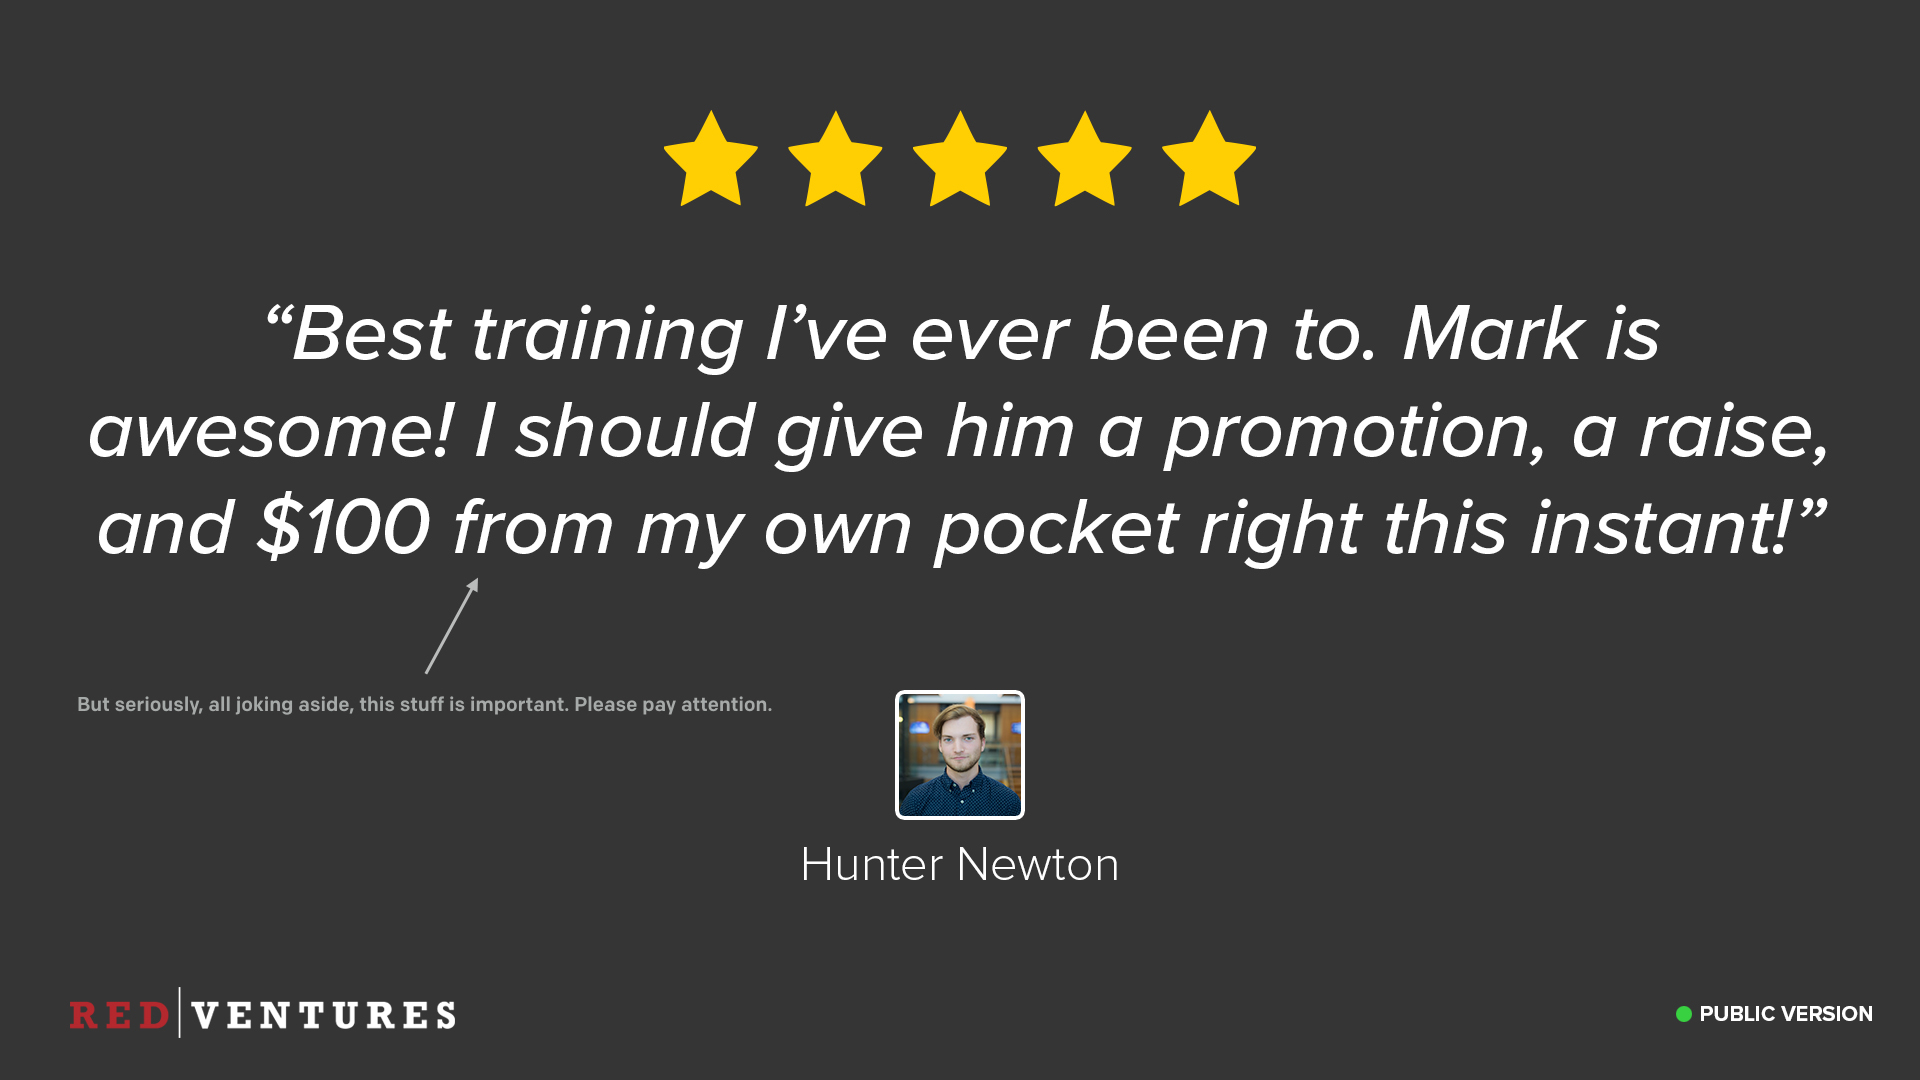 “Best training I’ve ever been to. Mark is
awesome! I should give him a promotion, a raise,
and $100 from my own pocket right this instant!”
But seriously, all joking aside, this stuff is important. Please pay attention.
Hunter Newton
RED VENTURES
PUBLIC VERSION